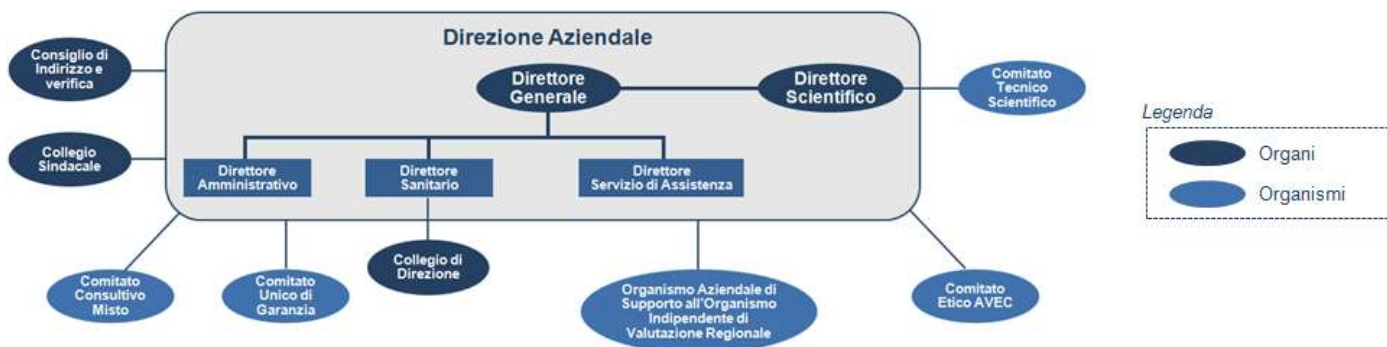 Direzione Aziendale
Consiglio di
Indirizzo e
verifica
Direttore
Generale
Direttore
Scientifico
Comitato
Tecnico
Scientifico
Legenda
Organi
Organismi
Collegio
Sindacale
Direttore
Amministrativo
Direttore
Sanitario
Direttore
Servizio di Assistenza
Collegio di
Direzione
Comitato
Consultivo
Misto
Comitato
Unico di
Garanzia
Organismo Aziendale di
Supporto all'Organismo
Indipendente di
Valutazione Regionale
Comitato
Etico AVEC